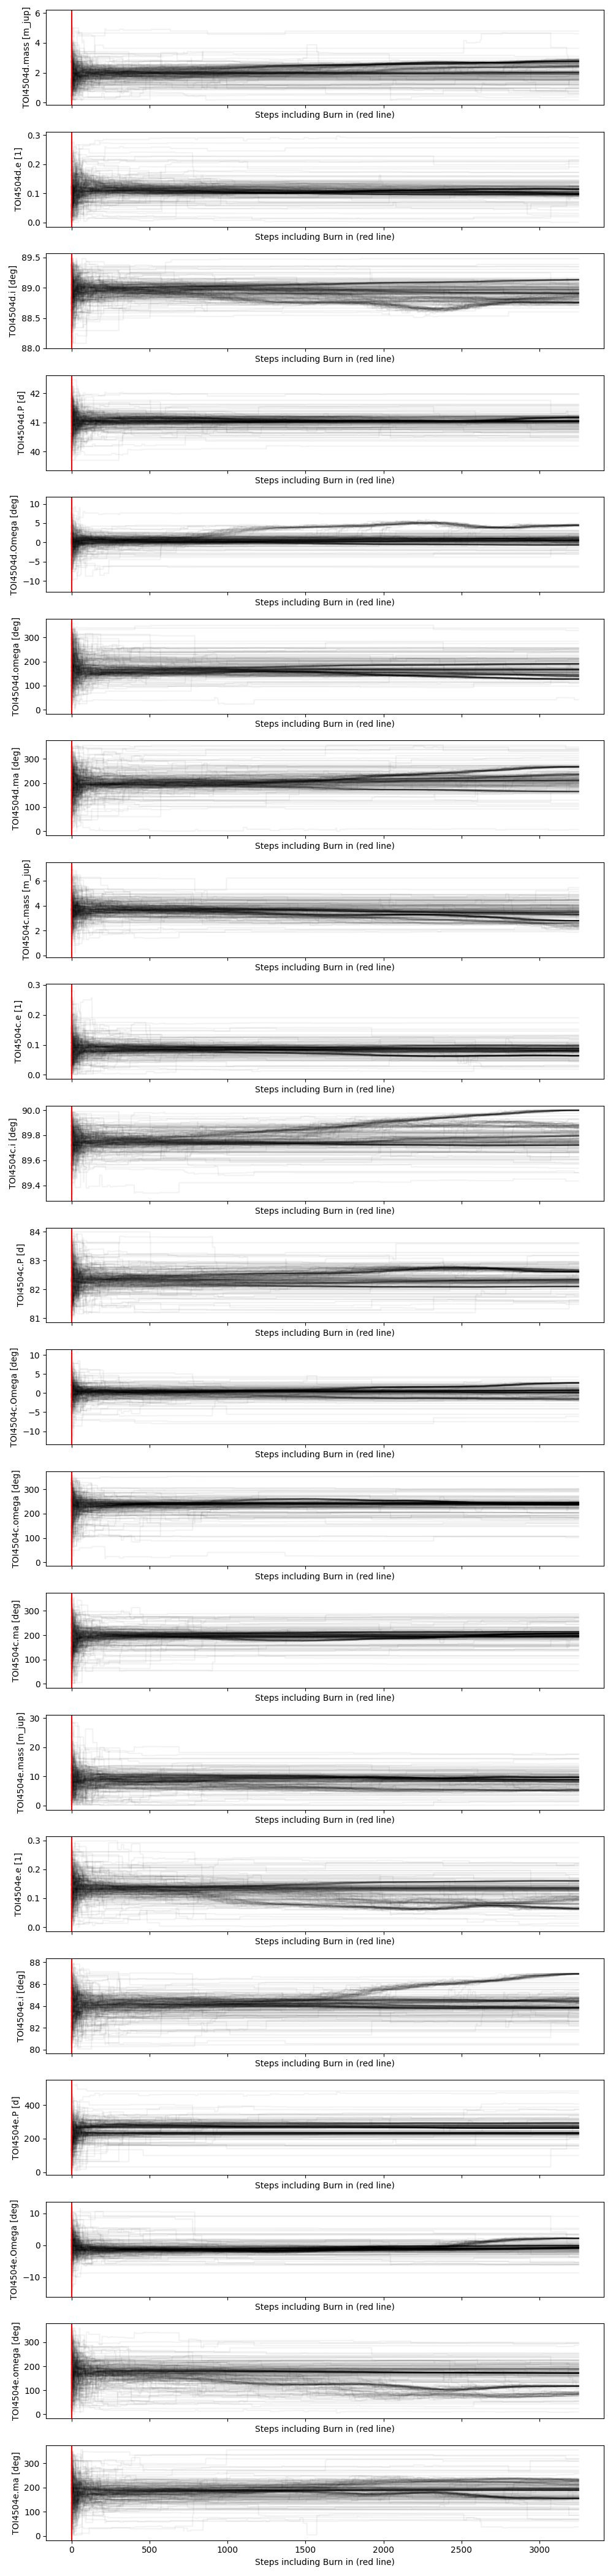 TOI4504d.mass [m_jup]
6
4
2
0
Steps including Burn in (red line)
TOI4504d.e [1]
0.3
0.2
0.1
0.0
Steps including Burn in (red line)
TOI4504d.i [deg]
89.5
89.0
88.5
88.0
Steps including Burn in (red line)
TOI4504d.P [d]
42
41
40
Steps including Burn in (red line)
TOI4504d.Omega [deg]
10
5
0
−5
−10
Steps including Burn in (red line)
TOI4504d.omega [deg]
300
200
100
0
Steps including Burn in (red line)
TOI4504d.ma [deg]
300
200
100
0
Steps including Burn in (red line)
TOI4504c.mass [m_jup]
6
4
2
0
Steps including Burn in (red line)
TOI4504c.e [1]
0.3
0.2
0.1
0.0
Steps including Burn in (red line)
TOI4504c.i [deg]
90.0
89.8
89.6
89.4
Steps including Burn in (red line)
TOI4504c.P [d]
84
83
82
81
Steps including Burn in (red line)
TOI4504c.Omega [deg]
10
5
0
−5
−10
Steps including Burn in (red line)
TOI4504c.omega [deg]
300
200
100
0
Steps including Burn in (red line)
TOI4504c.ma [deg]
300
200
100
0
Steps including Burn in (red line)
TOI4504e.mass [m_jup]
30
20
10
0
Steps including Burn in (red line)
TOI4504e.e [1]
0.3
0.2
0.1
0.0
Steps including Burn in (red line)
TOI4504e.i [deg]
88
86
84
82
80
Steps including Burn in (red line)
TOI4504e.P [d]
400
200
0
Steps including Burn in (red line)
TOI4504e.Omega [deg]
10
0
−10
Steps including Burn in (red line)
TOI4504e.omega [deg]
300
200
100
0
Steps including Burn in (red line)
TOI4504e.ma [deg]
300
200
100
0
0 500 1000 1500 2000 2500 3000
Steps including Burn in (red line)